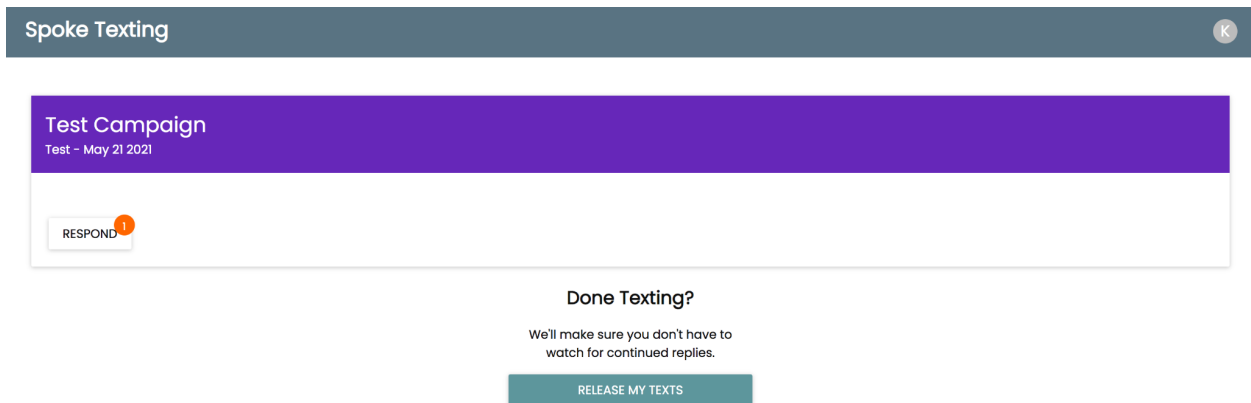 Spoke Texting
K
Test Campaign
Test - May 21 2021
RESPOND
1
Done Texting?
We'll make sure you don't have to
watch for continued replies.
RELEASE MY TEXTS